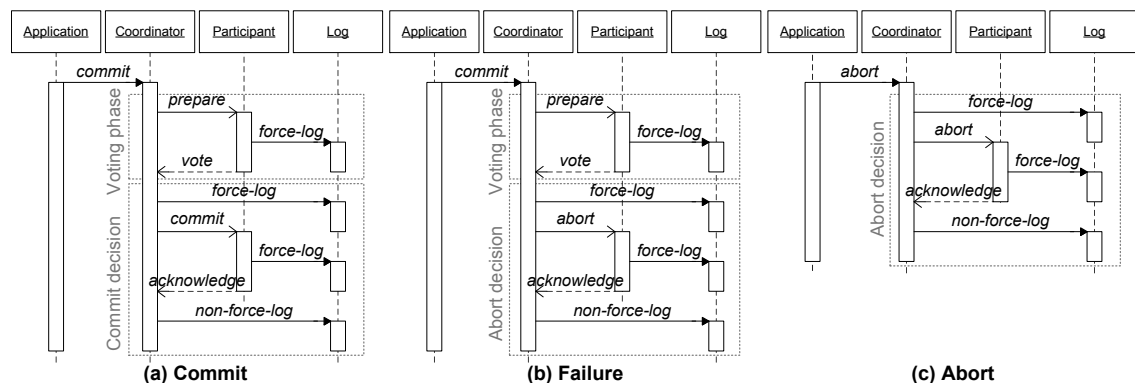 Application Coordinator Participant Log
commit
Voting phase
prepare
force-log
vote
Commit decision
force-log
commit
force-log
acknowledge
non-force-log
(a) Commit
Application Coordinator Participant Log
commit
Voting phase
prepare
force-log
vote
Abort decision
force-log
abort
force-log
acknowledge
non-force-log
(b) Failure
Application Coordinator Participant Log
abort
Abort decision
force-log
abort
force-log
acknowledge
non-force-log
(c) Abort